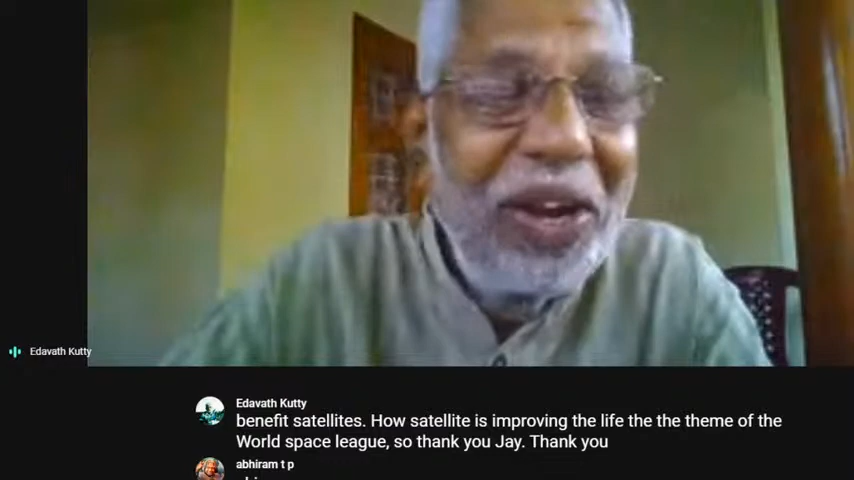 Edavath Kutty
Edavath Kutty
benefit satellites. How satellite is improving the life the the theme of the
World space league, so thank you Jay. Thank you
abhiram t p